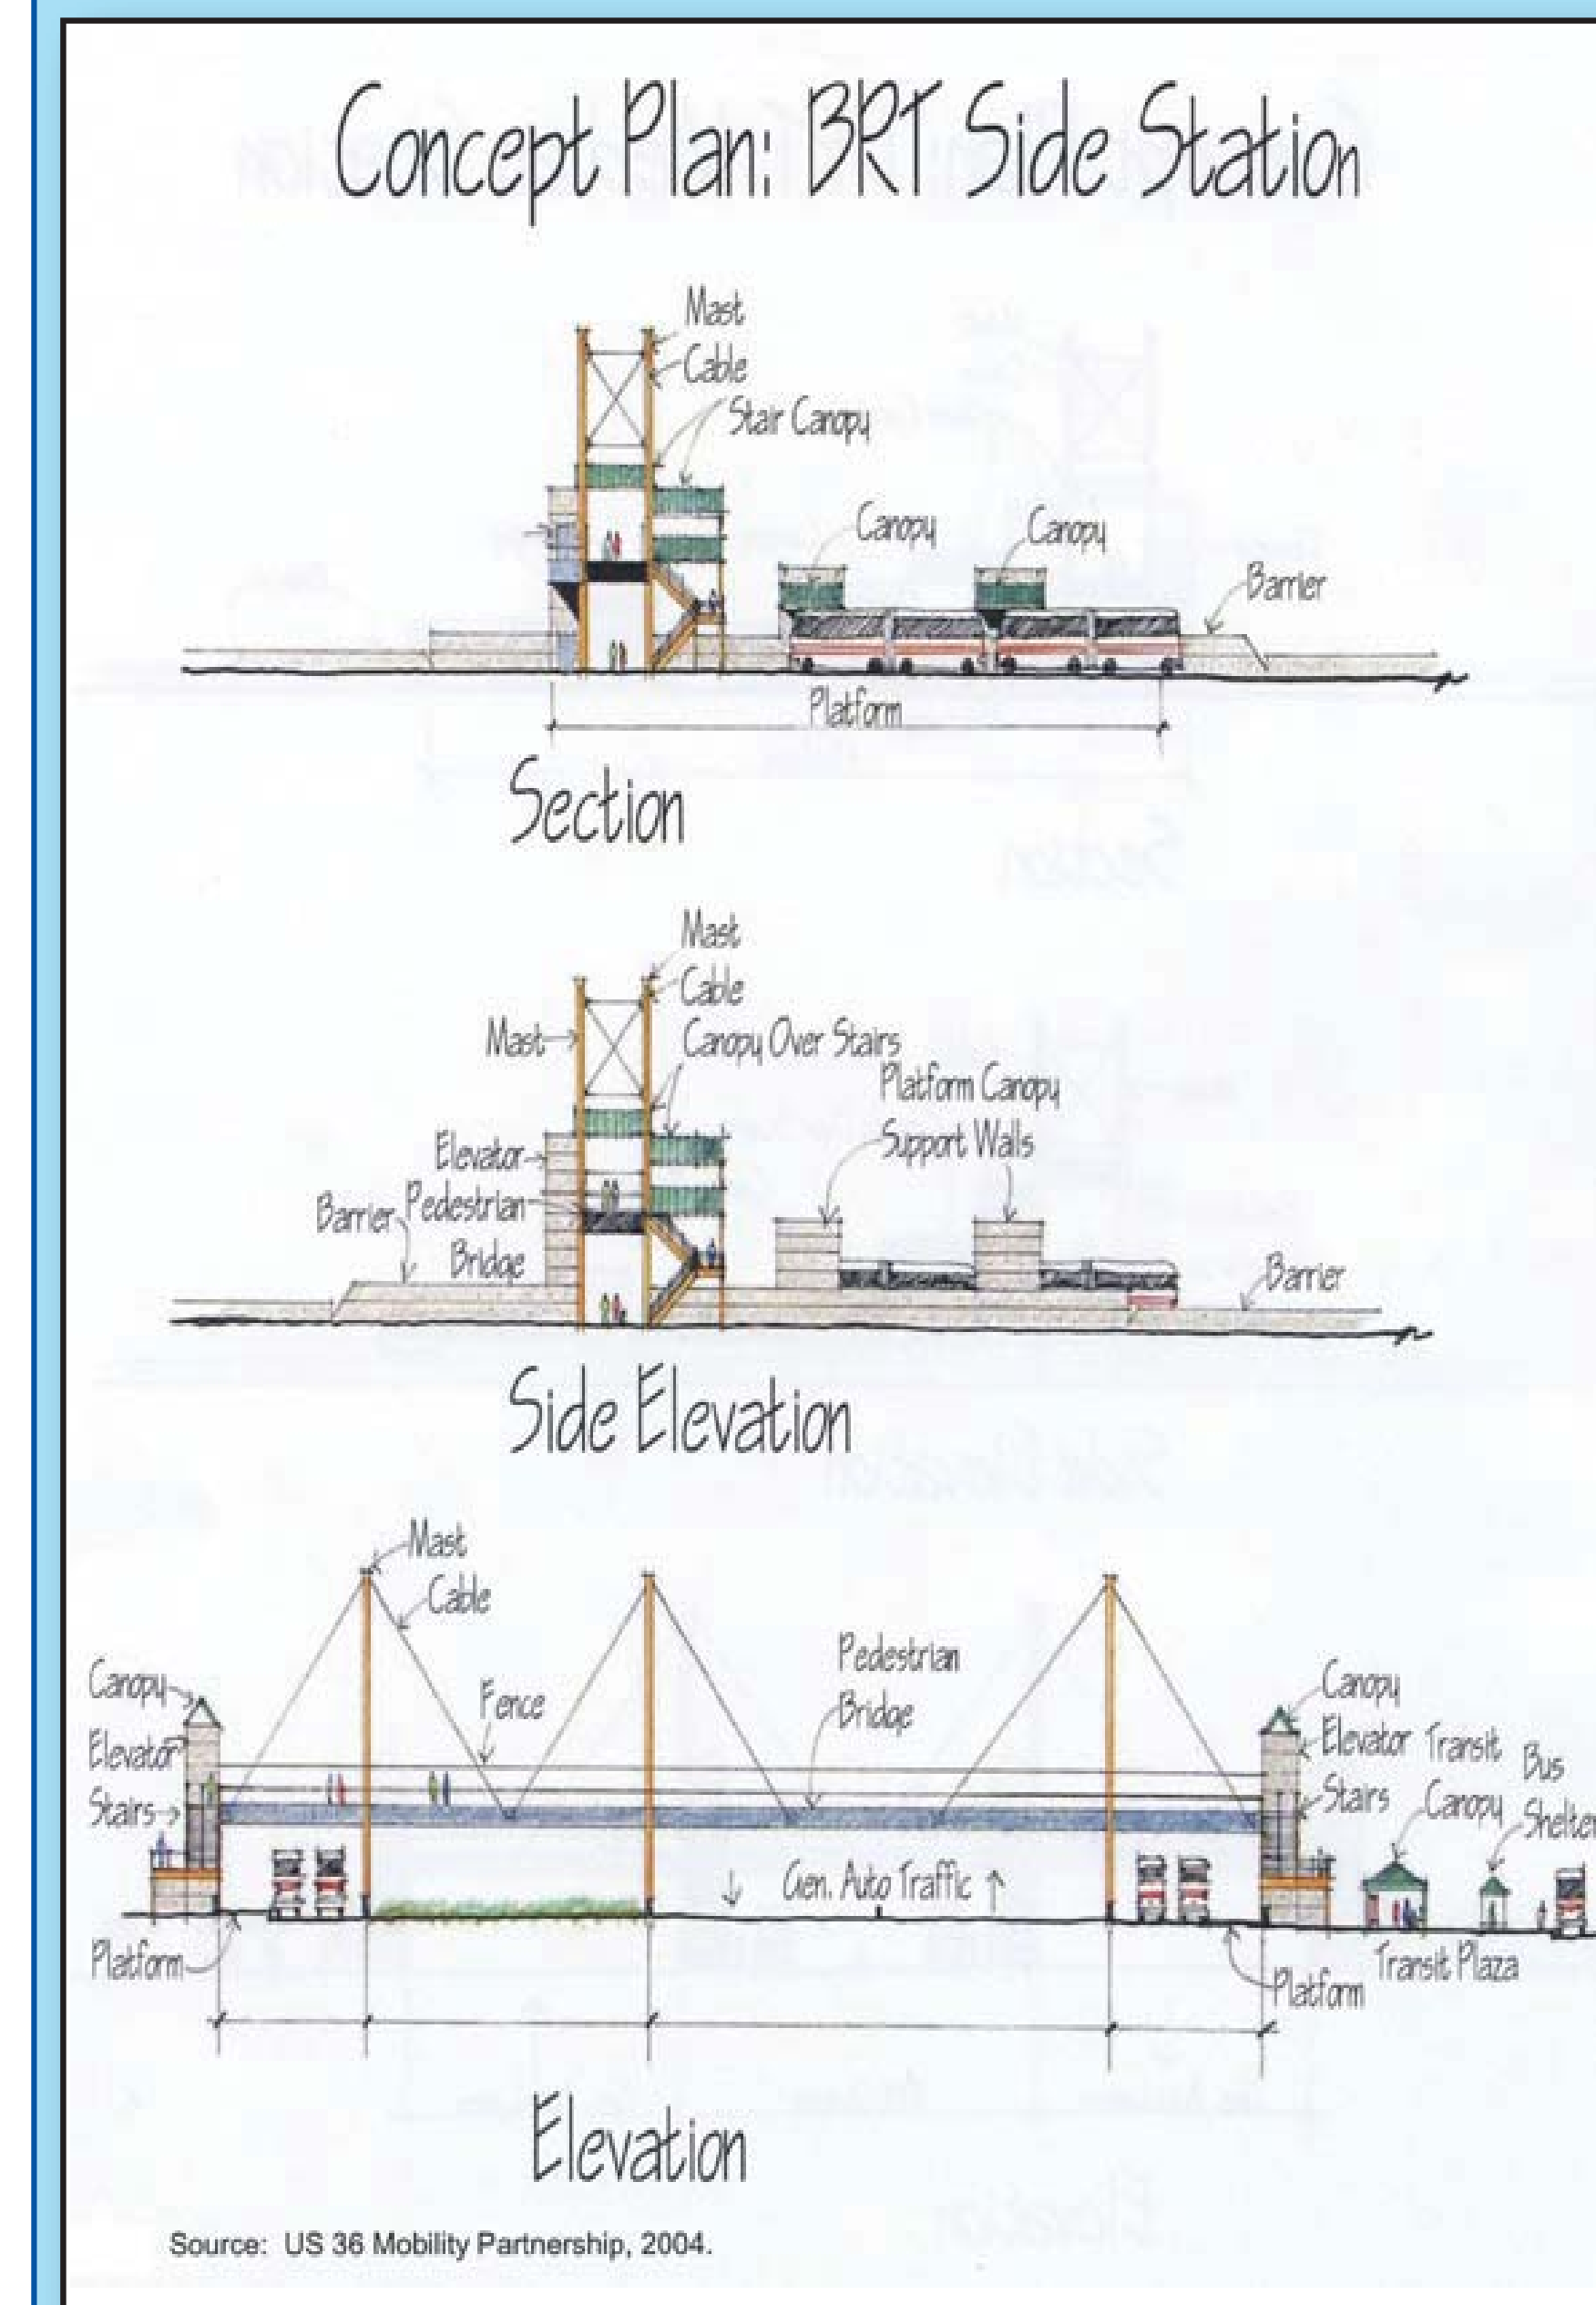 Concept Plan: BRT Side Station
Mast
Cable
Stair Canopy
Canopy
Canopy
Barrier
Platform
Section
Mast
Cable
Mast
Canopy Over Stairs
Platform Canopy
Support Walls
Elevator
Barrier
Pedestrian
Bridge
Barrier
Side Elevation
Mast
Cable
Canopy
Fence
Pedestrian
Bridge
Canopy
Elevator
Elevator
Transit
Canopy
Bus
Shelter
Stairs
Stairs
Gen. Auto Traffic
Platform
Platform
Transit Plaza
Elevation
Source: US 36 Mobility Partnership, 2004.